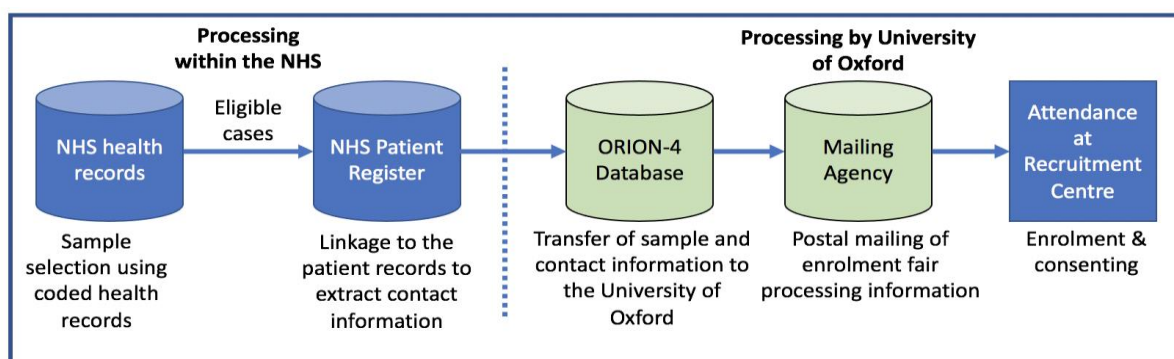 Processing
within the NHS
Processing by University
of Oxford
NHS health
records
Eligible
cases
NHS Patient
Register
ORION-4
Database
Mailing
Agency
Attendance
at
Recruitment
Centre
Sample
selection using
coded health
records
Linkage to the
patient records to
extract contact
information
Transfer of sample and
contact information to
the University of
Oxford
Postal mailing of
enrolment fair
processing information
Enrolment &
consenting